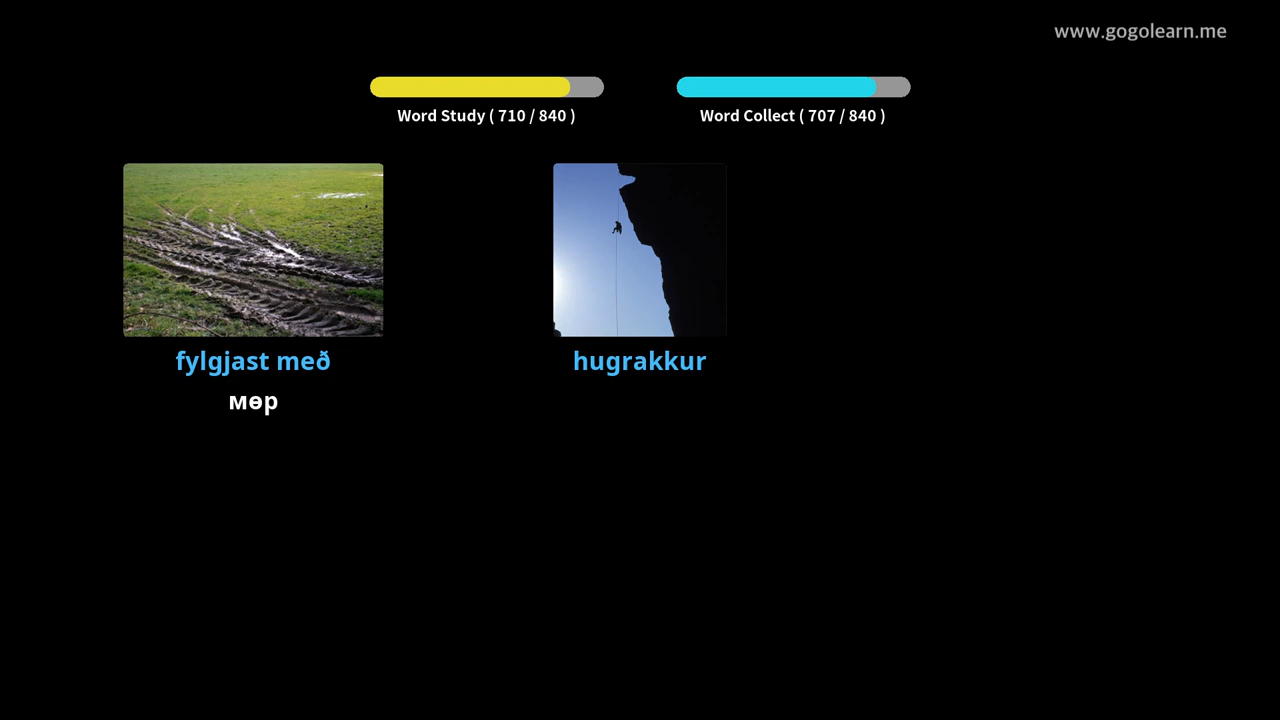 www.gogolearn.me
Word Study ( 710 / 840 )
Word Collect ( 707 / 840 )
fylgjast með
мөр
hugrakkur